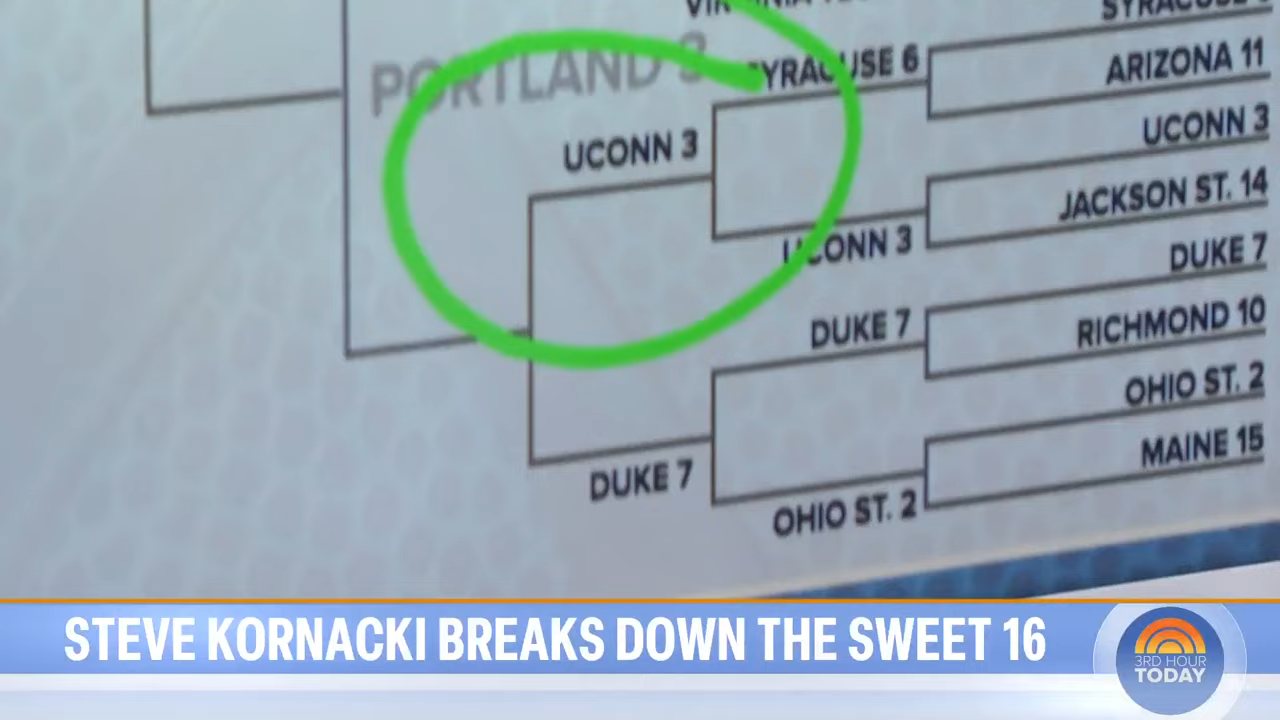 SYRACUSE
PORTLAND 3
SYRACUSE 6
ARIZONA 11
UCONN 3
UCONN 3
JACKSON ST. 14
UCONN 3
DUKE 7
DUKE 7
RICHMOND 10
OHIO ST. 2
DUKE 7
MAINE 15
OHIO ST. 2
STEVE KORNACKI BREAKS DOWN THE SWEET 16
3RD HOUR
TODAY